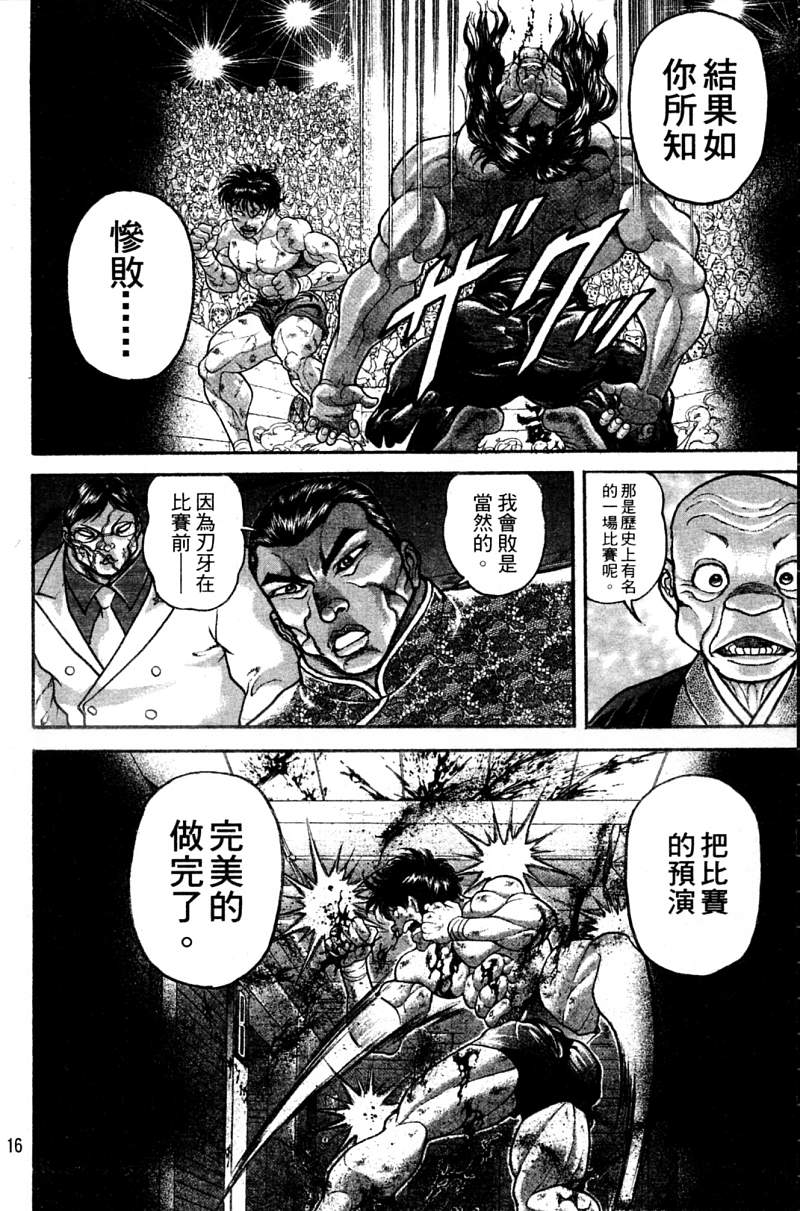 結果如
你所知
慘敗……
ザクッ
那是歷史上有名
的一場比賽呢。
我會敗是
當然的。
因為刃牙在
比賽前——
把比賽
的預演
完美的
做完了。
16